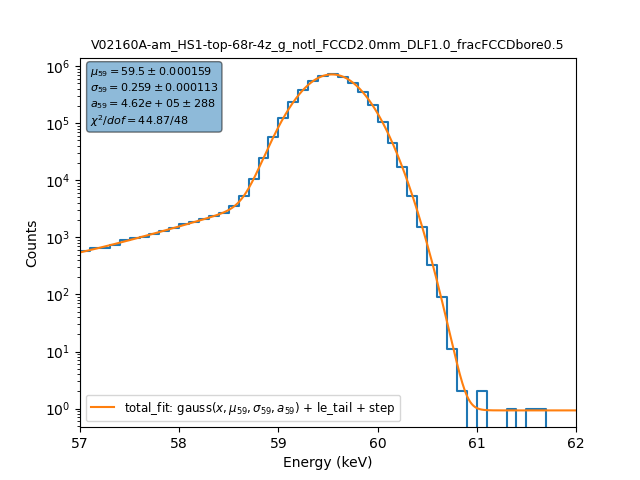 V02160A-am_HS1-top-68r-4z_g_notl_FCCD2.0mm_DLF1.0_fracFCCDbore0.5
μ₅₉ = 59.5 ± 0.000159
σ₅₉ = 0.259 ± 0.000113
a₅₉ = 4.62e + 05 ± 288
χ²/dof = 44.87/48
10⁶
10⁵
10⁴
10³
10²
10¹
10⁰
Counts
total_fit: gauss(x, μ₅₉, σ₅₉, a₅₉) + le_tail + step
57 58 59 60 61 62
Energy (keV)